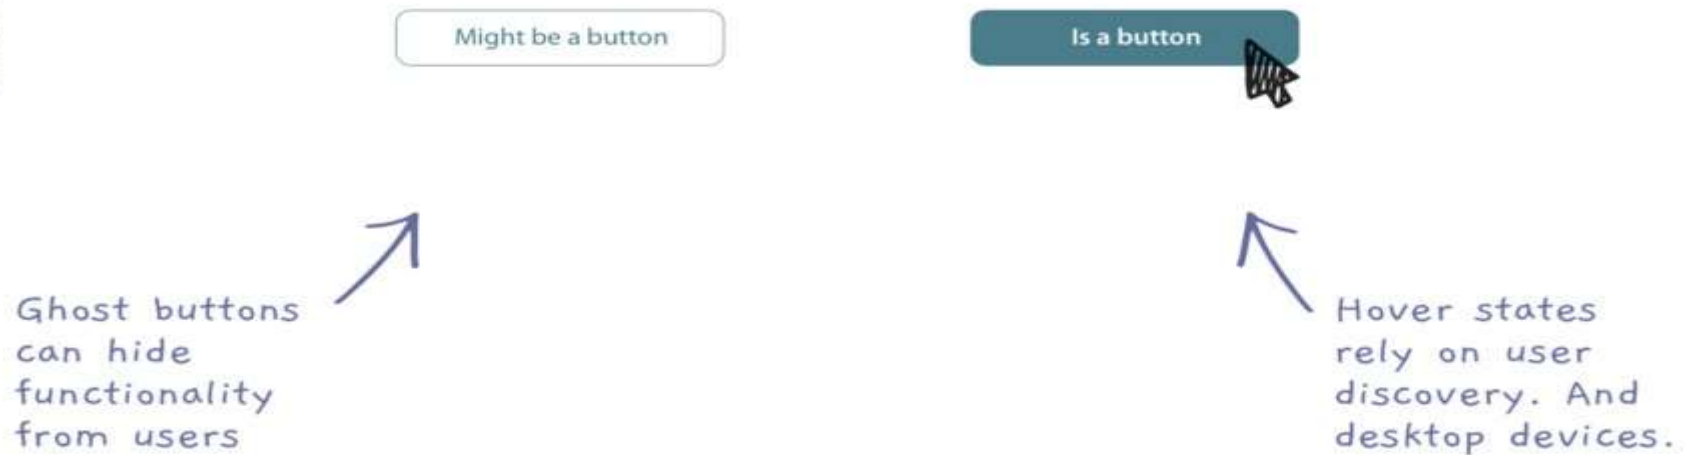 Might be a button
Is a button
Ghost buttons
can hide
functionality
from users
Hover states
rely on user
discovery. And
desktop devices.